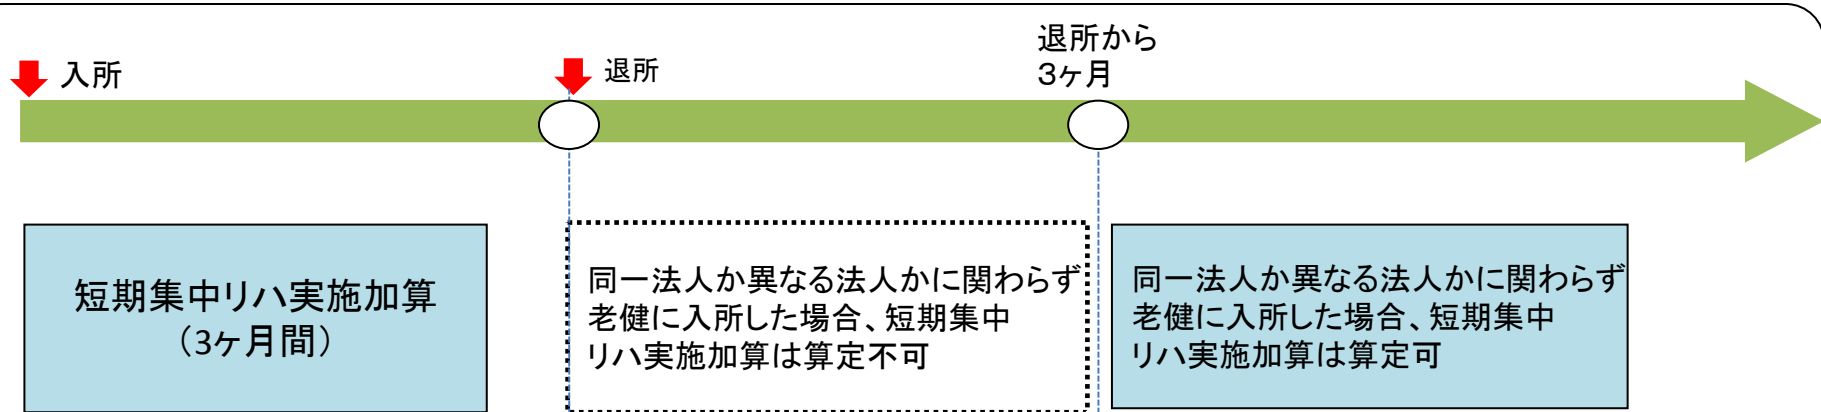 入所
退所
退所から
3ヶ月
短期集中リハ実施加算
（3ヶ月間）
同一法人か異なる法人かに関わらず
老健に入所した場合、短期集中
リハ実施加算は算定不可
同一法人か異なる法人かに関わらず
老健に入所した場合、短期集中
リハ実施加算は算定可